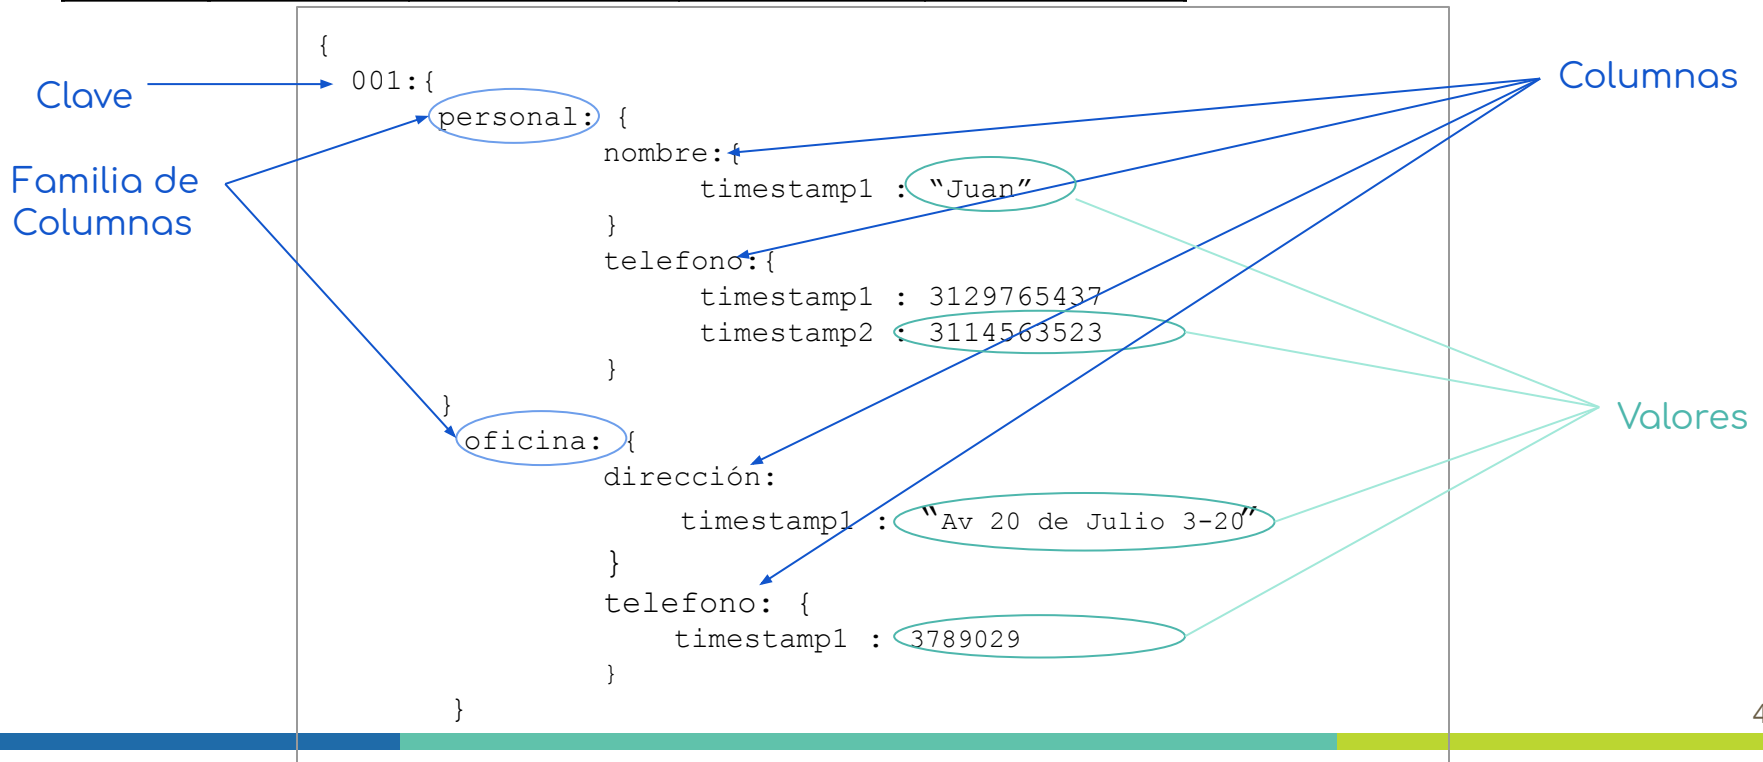 {
Clave
001:{
Columnas
personal: {
nombre:{
Familia de
Columnas
timestamp1 : “Juan”
}
telefono:{
timestamp1 : 3129765437
timestamp2 : 3114563523
}
}
Valores
oficina: {
dirección:
timestamp1 : “Av 20 de Julio 3-20”
}
telefono: {
timestamp1 : 3789029
}
}
4